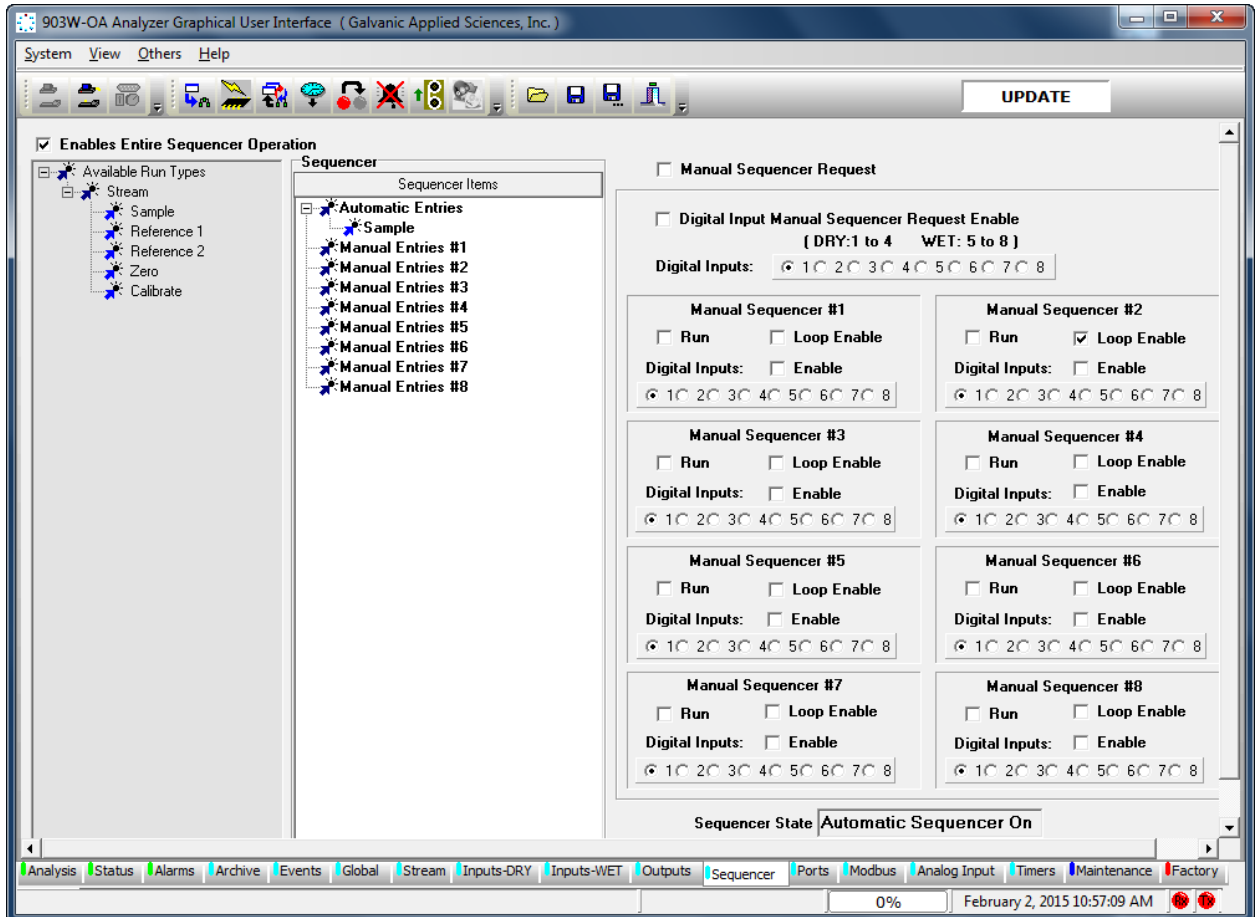 903W-OA Analyzer Graphical User Interface ( Galvanic Applied Sciences, Inc. )
System View Others Help
UPDATE
Enables Entire Sequencer Operation
Available Run Types
Stream
Sample
Reference 1
Reference 2
Zero
Calibrate
Sequencer
Sequencer Items
Automatic Entries
Sample
Manual Entries #1
Manual Entries #2
Manual Entries #3
Manual Entries #4
Manual Entries #5
Manual Entries #6
Manual Entries #7
Manual Entries #8
Manual Sequencer Request
Digital Input Manual Sequencer Request Enable
( DRY:1 to 4 WET: 5 to 8 )
Digital Inputs: 1 2 3 4 5 6 7 8
Manual Sequencer #1
Run Loop Enable
Digital Inputs: Enable
1 2 3 4 5 6 7 8
Manual Sequencer #2
Run Loop Enable
Digital Inputs: Enable
1 2 3 4 5 6 7 8
Manual Sequencer #3
Run Loop Enable
Digital Inputs: Enable
1 2 3 4 5 6 7 8
Manual Sequencer #4
Run Loop Enable
Digital Inputs: Enable
1 2 3 4 5 6 7 8
Manual Sequencer #5
Run Loop Enable
Digital Inputs: Enable
1 2 3 4 5 6 7 8
Manual Sequencer #6
Run Loop Enable
Digital Inputs: Enable
1 2 3 4 5 6 7 8
Manual Sequencer #7
Run Loop Enable
Digital Inputs: Enable
1 2 3 4 5 6 7 8
Manual Sequencer #8
Run Loop Enable
Digital Inputs: Enable
1 2 3 4 5 6 7 8
Sequencer State Automatic Sequencer On
Analysis Status Alarms Archive Events Global Stream Inputs-DRY Inputs-WET Outputs Sequencer Ports Modbus Analog Input Timers Maintenance Factory
0% February 2, 2015 10:57:09 AM Rx Tx